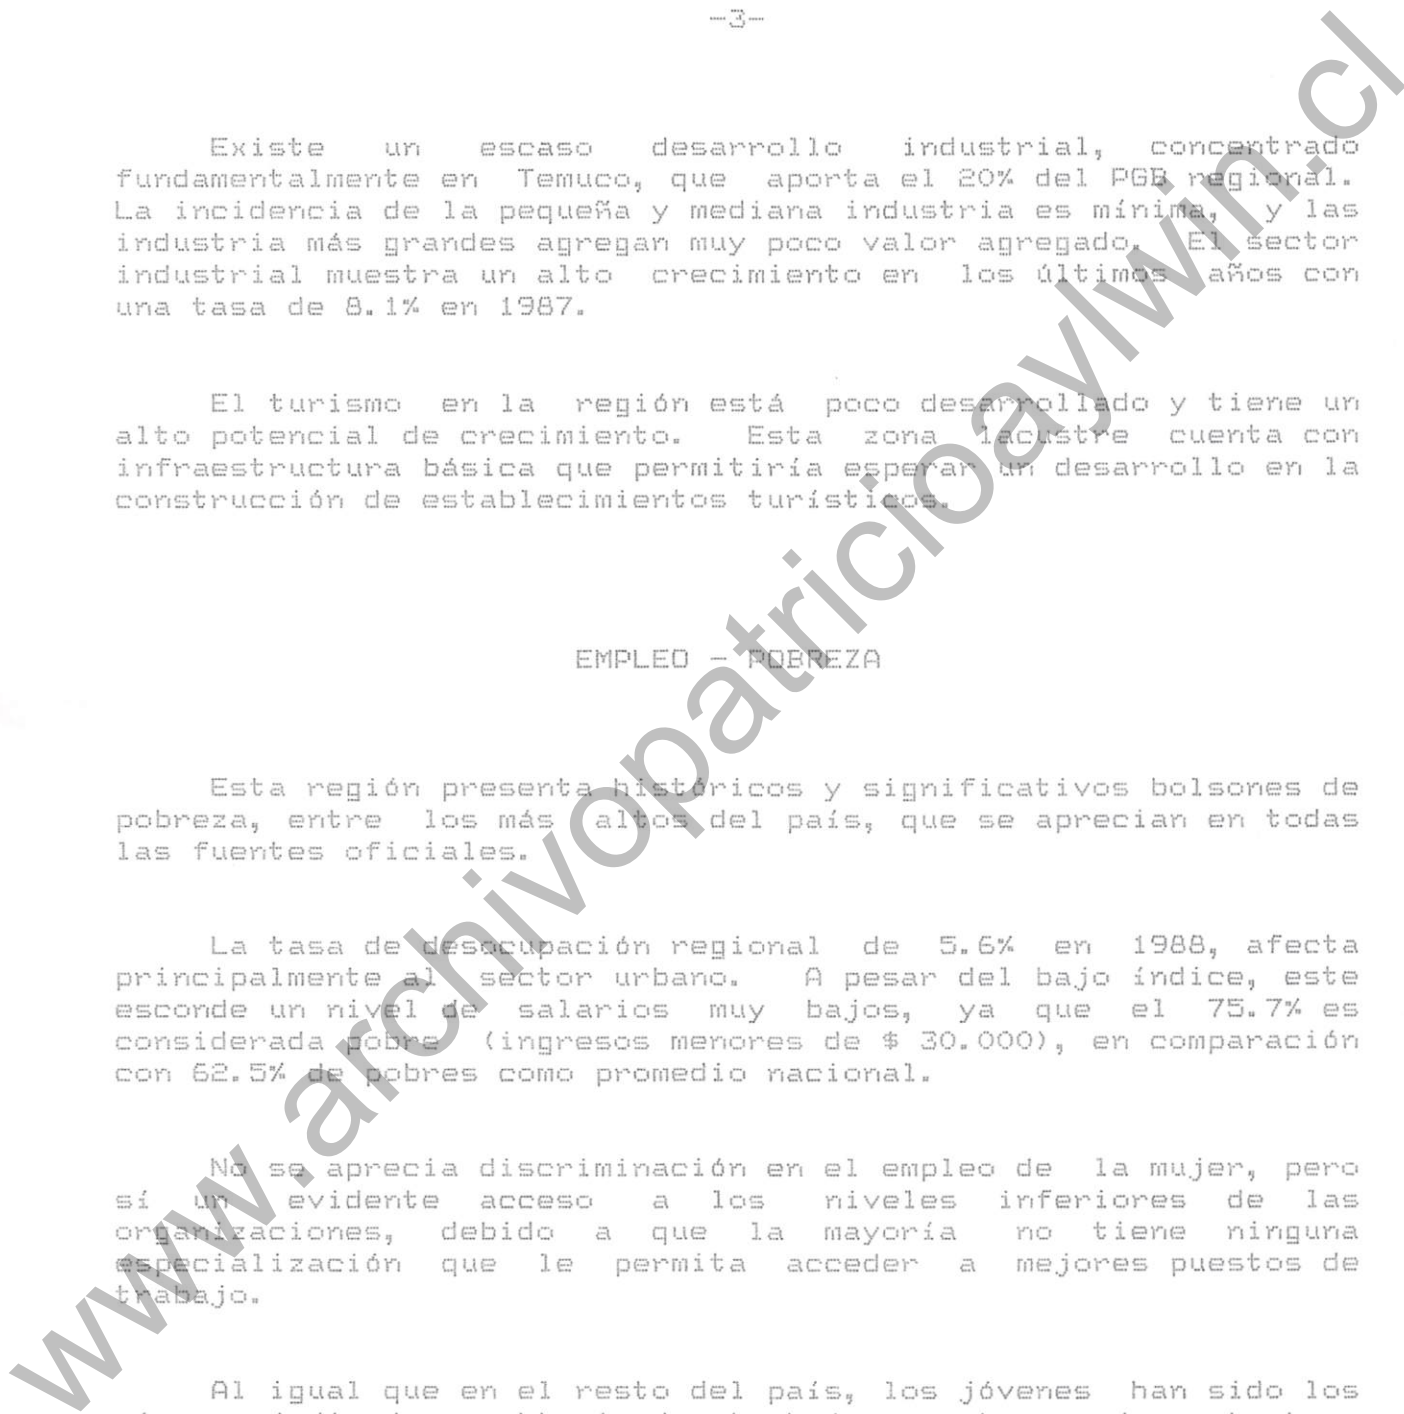 -3-
Existe un escaso desarrollo industrial, concentrado
fundamentalmente en Temuco, que aporta el 20% del PGB regional.
La incidencia de la pequeña y mediana industria es mínima, y las
industria más grandes agregan muy poco valor agregado. El sector
industrial muestra un alto crecimiento en los últimos años con
una tasa de 8.1% en 1987.
El turismo en la región está poco desarrollado y tiene un
alto potencial de crecimiento. Esta zona lacustre cuenta con
infraestructura básica que permitiría esperar un desarrollo en la
construcción de establecimientos turísticos.
EMPLEO - POBREZA
Esta región presenta históricos y significativos bolsones de
pobreza, entre los más altos del país, que se aprecian en todas
las fuentes oficiales.
La tasa de desocupación regional de 5.6% en 1988, afecta
principalmente al sector urbano. A pesar del bajo índice, este
esconde un nivel de salarios muy bajos, ya que el 75.7% es
considerada pobre (ingresos menores de $ 30.000), en comparación
con 62.5% de pobres como promedio nacional.
No se aprecia discriminación en el empleo de la mujer, pero
sí un evidente acceso a los niveles inferiores de las
organizaciones, debido a que la mayoría no tiene ninguna
especialización que le permita acceder a mejores puestos de
trabajo.
Al igual que en el resto del país, los jóvenes han sido los
www.archivopatricioaylwin.cl